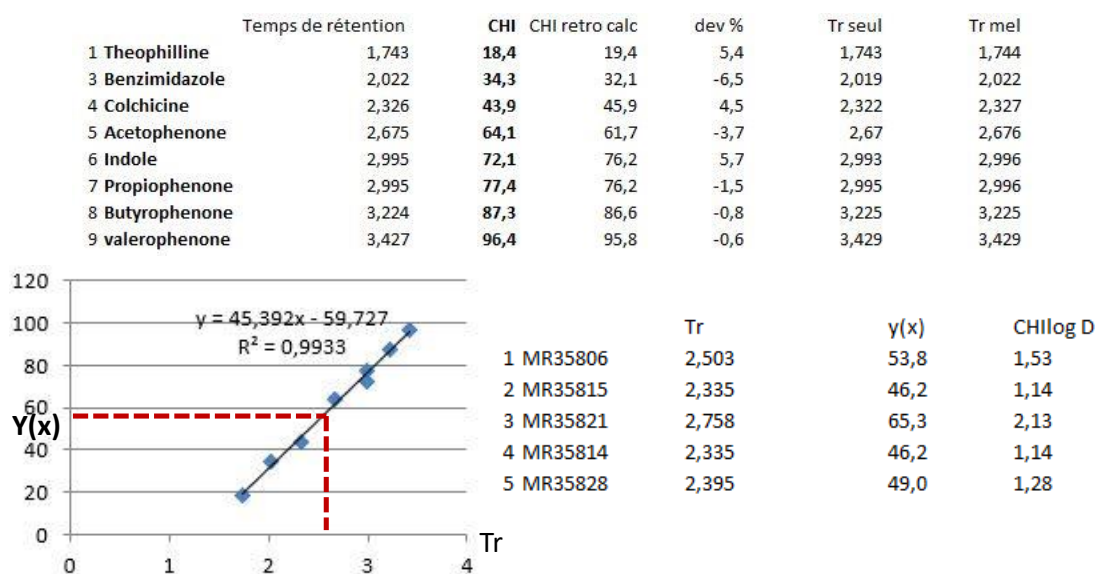 Temps de rétention CHI CHI retro calc dev % Tr seul Tr mel
1 Theophilline 1,743 18,4 19,4 5,4 1,743 1,744
3 Benzimidazole 2,022 34,3 32,1 -6,5 2,019 2,022
4 Colchicine 2,326 43,9 45,9 4,5 2,322 2,327
5 Acetophenone 2,675 64,1 61,7 -3,7 2,67 2,676
6 Indole 2,995 72,1 76,2 5,7 2,993 2,996
7 Propiophenone 2,995 77,4 76,2 -1,5 2,995 2,996
8 Butyrophenone 3,224 87,3 86,6 -0,8 3,225 3,225
9 valerophenone 3,427 96,4 95,8 -0,6 3,429 3,429
120
100
80
60
40
20
0
Y(x)
y = 45,392x - 59,727
R² = 0,9933
0 1 2 3 4
Tr
Tr y(x) CHIlog D
1 MR35806 2,503 53,8 1,53
2 MR35815 2,335 46,2 1,14
3 MR35821 2,758 65,3 2,13
4 MR35814 2,335 46,2 1,14
5 MR35828 2,395 49,0 1,28